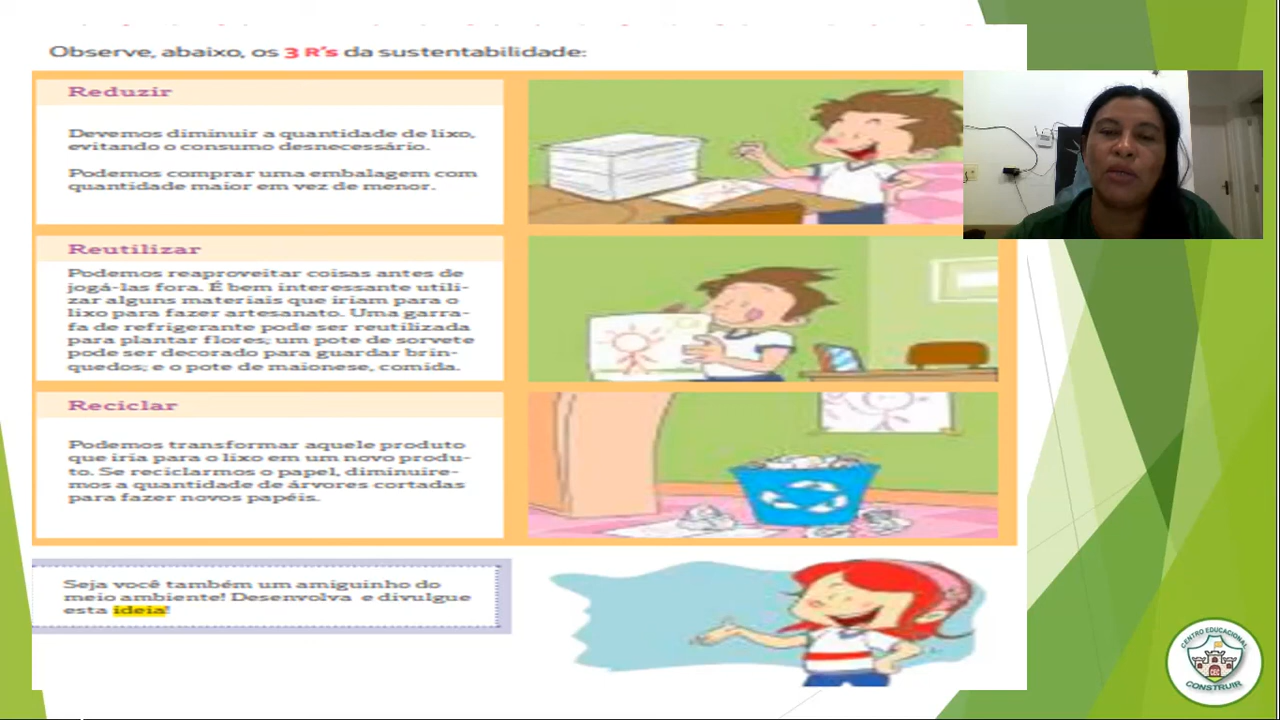 Observe, abaixo, os 3 R's da sustentabilidade:
Reduzir
Devemos diminuir a quantidade de lixo,
evitando o consumo desnecessário.
Podemos comprar uma embalagem com
quantidade maior em vez de menor.
Reutilizar
Podemos reaproveitar coisas antes de
jogá-las fora. É bem interessante utili-
zar alguns materiais que iriam para o
lixo para fazer artesanato. Uma garra-
fa de refrigerante pode ser reutilizada
para plantar flores; um pote de sorvete
pode ser decorado para guardar brin-
quedos; e o pote de maionese, comida.
Reciclar
Podemos transformar aquele produto
que iria para o lixo em um novo produ-
to. Se reciclarmos o papel, diminuire-
mos a quantidade de árvores cortadas
para fazer novos papéis.
Seja você também um amiguinho do
meio ambiente! Desenvolva e divulgue
esta ideia!
CENTRO EDUCACIONAL
CEC
CONSTRUIR